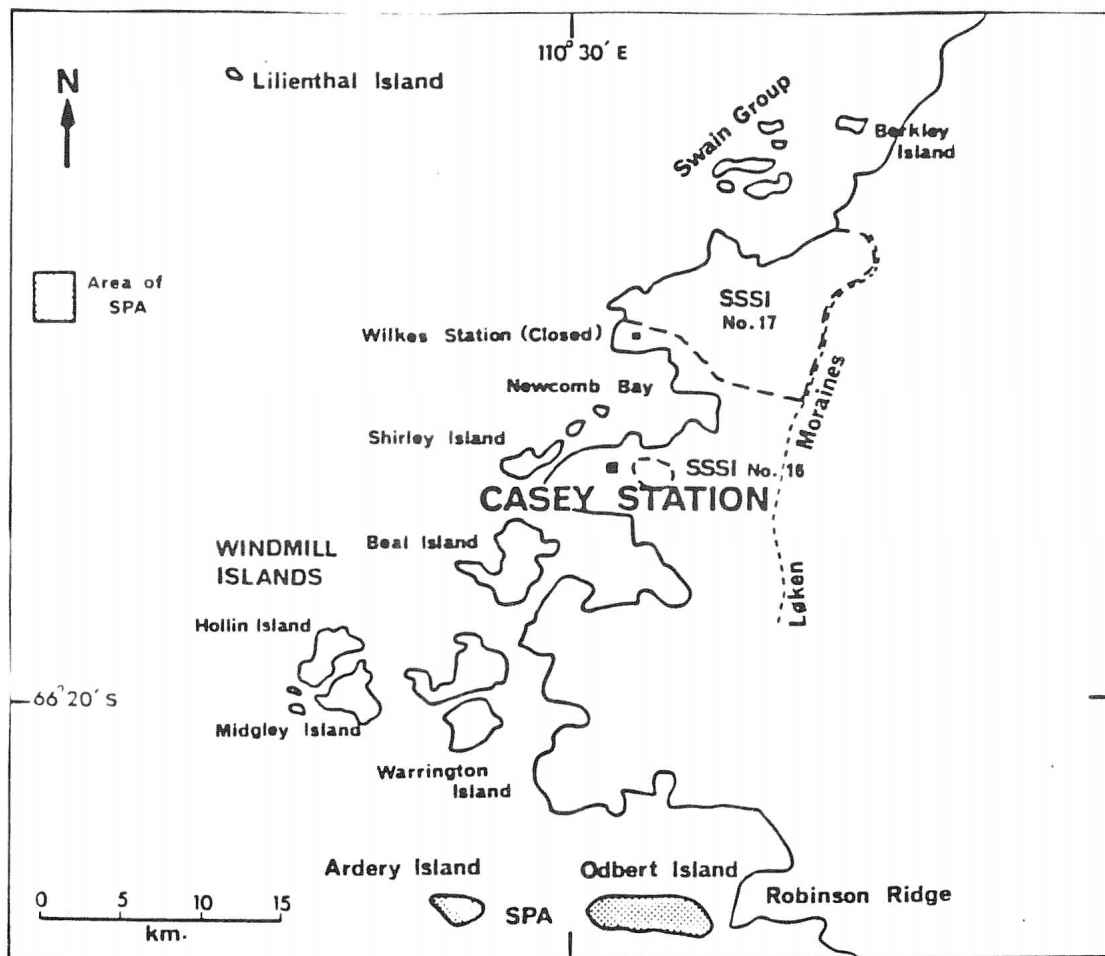 110° 30′ E
N
Lilienthal Island
Swain Group
Berkley
Island
Area of
SPA
SSSI
No. 17
Wilkes Station (Closed)
Newcomb Bay
Moraines
Shirley Island
SSSI No. 16
CASEY STATION
Beal Island
WINDMILL
ISLANDS
Løken
Hollin Island
66°20′S
Midgley Island
Warrington
Island
Ardery Island
Odbert Island
Robinson Ridge
SPA
0 5 10 15
km.